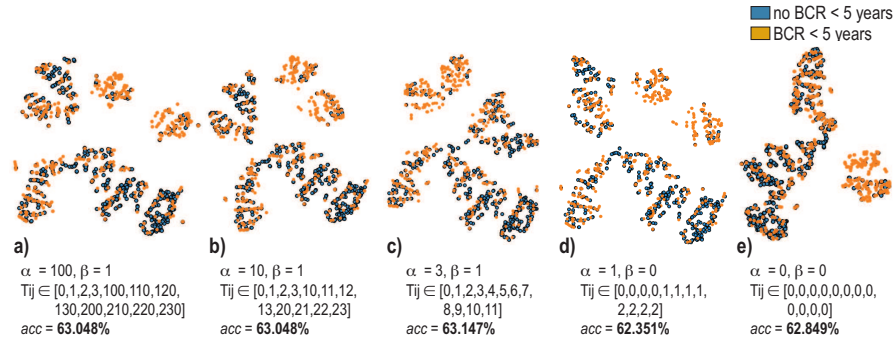 no BCR < 5 years
BCR < 5 years
a)
α = 100, β = 1
Tij ∈ [0,1,2,3,100,110,120,
130,200,210,220,230]
acc = 63.048%
b)
α = 10, β = 1
Tij ∈ [0,1,2,3,10,11,12,
13,20,21,22,23]
acc = 63.048%
c)
α = 3, β = 1
Tij ∈ [0,1,2,3,4,5,6,7,
8,9,10,11]
acc = 63.147%
d)
α = 1, β = 0
Tij ∈ [0,0,0,0,1,1,1,1,
2,2,2,2]
acc = 62.351%
e)
α = 0, β = 0
Tij ∈ [0,0,0,0,0,0,0,0,
0,0,0,0]
acc = 62.849%